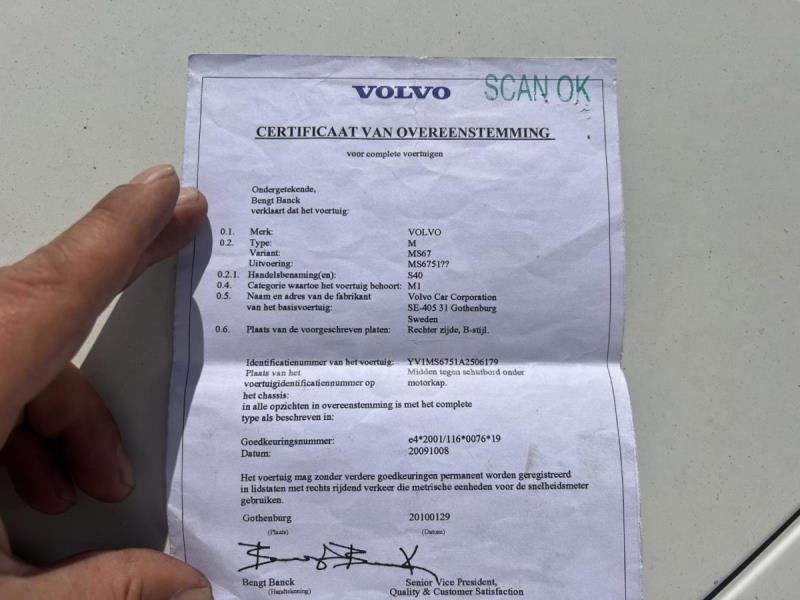 VOLVO
SCAN OK
CERTIFICAAT VAN OVEREENSTEMMING
voor complete voertuigen
Ondergetekende,
Bengt Banck
verklaart dat het voertuig:
0.1. Merk: VOLVO
0.2. Type: M
Variant: MS67
Uitvoering: MS6751??
0.2.1. Handelsbenaming(en): S40
0.4. Categorie waartoe het voertuig behoort: M1
0.5. Naam en adres van de fabrikant Volvo Car Corporation
van het basisvoertuig: SE-405 31 Gothenburg
Sweden
0.6. Plaats van de voorgeschreven platen: Rechter zijde, B-stijl.
Identificatienummer van het voertuig: YV1MS6751A2506179
Plaats van het Midden tegen schutbord onder
voertuigidentificatienummer op motorkap.
het chassis:
in alle opzichten in overeenstemming is met het complete
type als beschreven in:
Goedkeuringsnummer: e4*2001/116*0076*19
Datum: 20091008
Het voertuig mag zonder verdere goedkeuringen permanent worden geregistreerd
in lidstaten met rechts rijdend verkeer die metrische eenheden voor de snelheidsmeter
gebruiken.
Gothenburg 20100129
(Plaats) (Datum)
Bengt Banck Senior Vice President,
(Handtekening) Quality & Customer Satisfaction